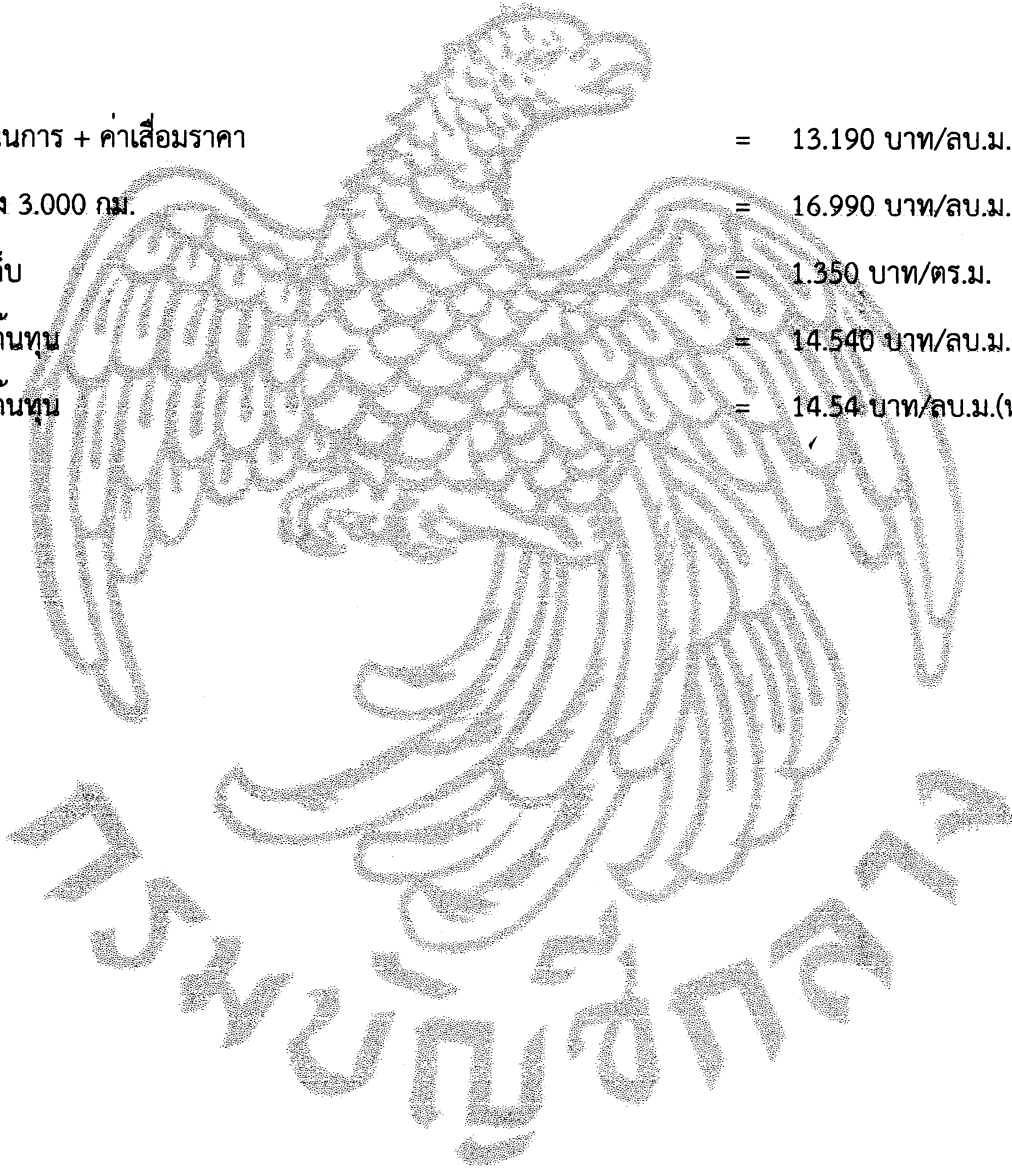 นินการ + ค่าเสื่อมราคา = 13.190 บาท/ลบ.ม.
3.000 กม. = 16.990 บาท/ลบ.ม.
= 1.350 บาท/ตร.ม.
ต้นทุน = 14.540 บาท/ลบ.ม.
ต้นทุน = 14.54 บาท/ลบ.ม.
กรมบัญชีกลาง